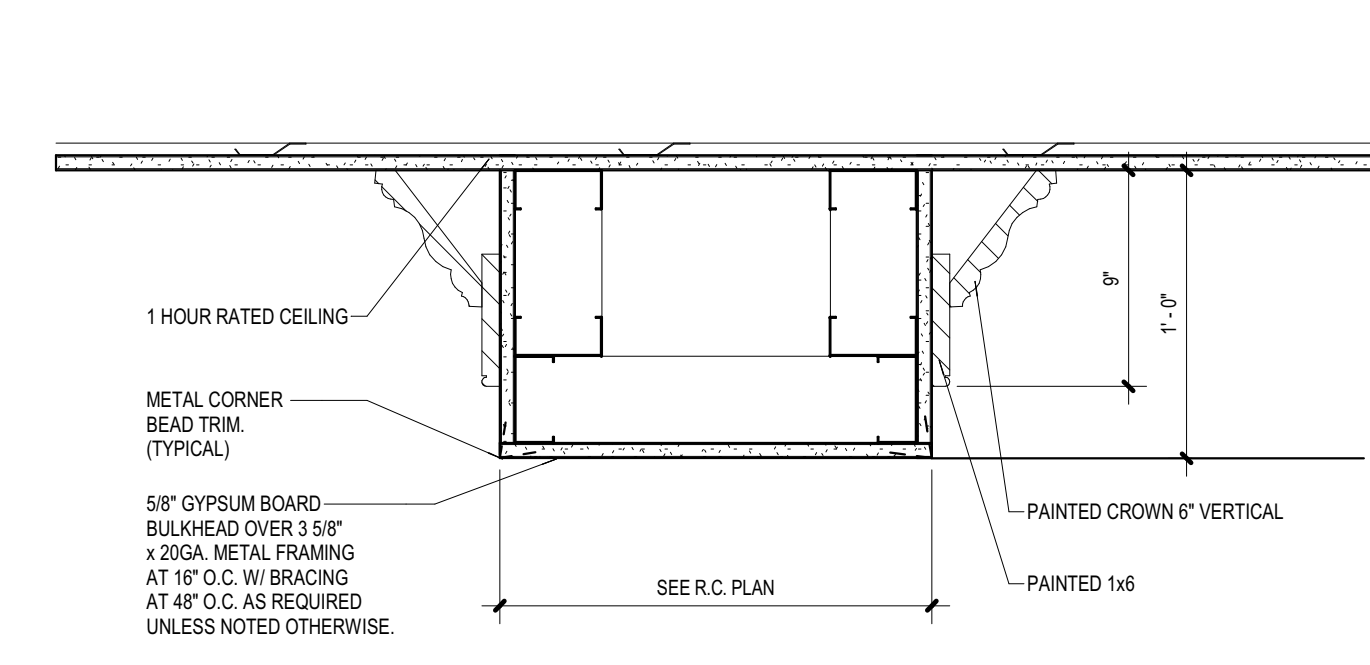 1 HOUR RATED CEILING
METAL CORNER
BEAD TRIM.
(TYPICAL)
5/8" GYPSUM BOARD
BULKHEAD OVER 3 5/8"
x 20GA. METAL FRAMING
AT 16" O.C. W/ BRACING
AT 48" O.C. AS REQUIRED
UNLESS NOTED OTHERWISE.
SEE R.C. PLAN
9"
1' - 0"
PAINTED CROWN 6" VERTICAL
PAINTED 1x6